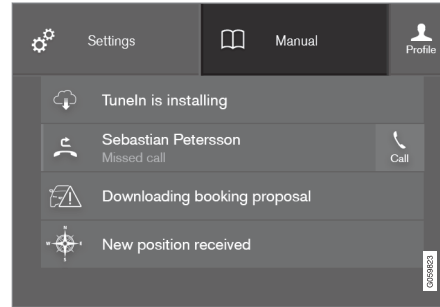 Settings
Manual
Profile
TuneIn is installing
Sebastian Petersson
Missed call
Call
Downloading booking proposal
New position received
G059823